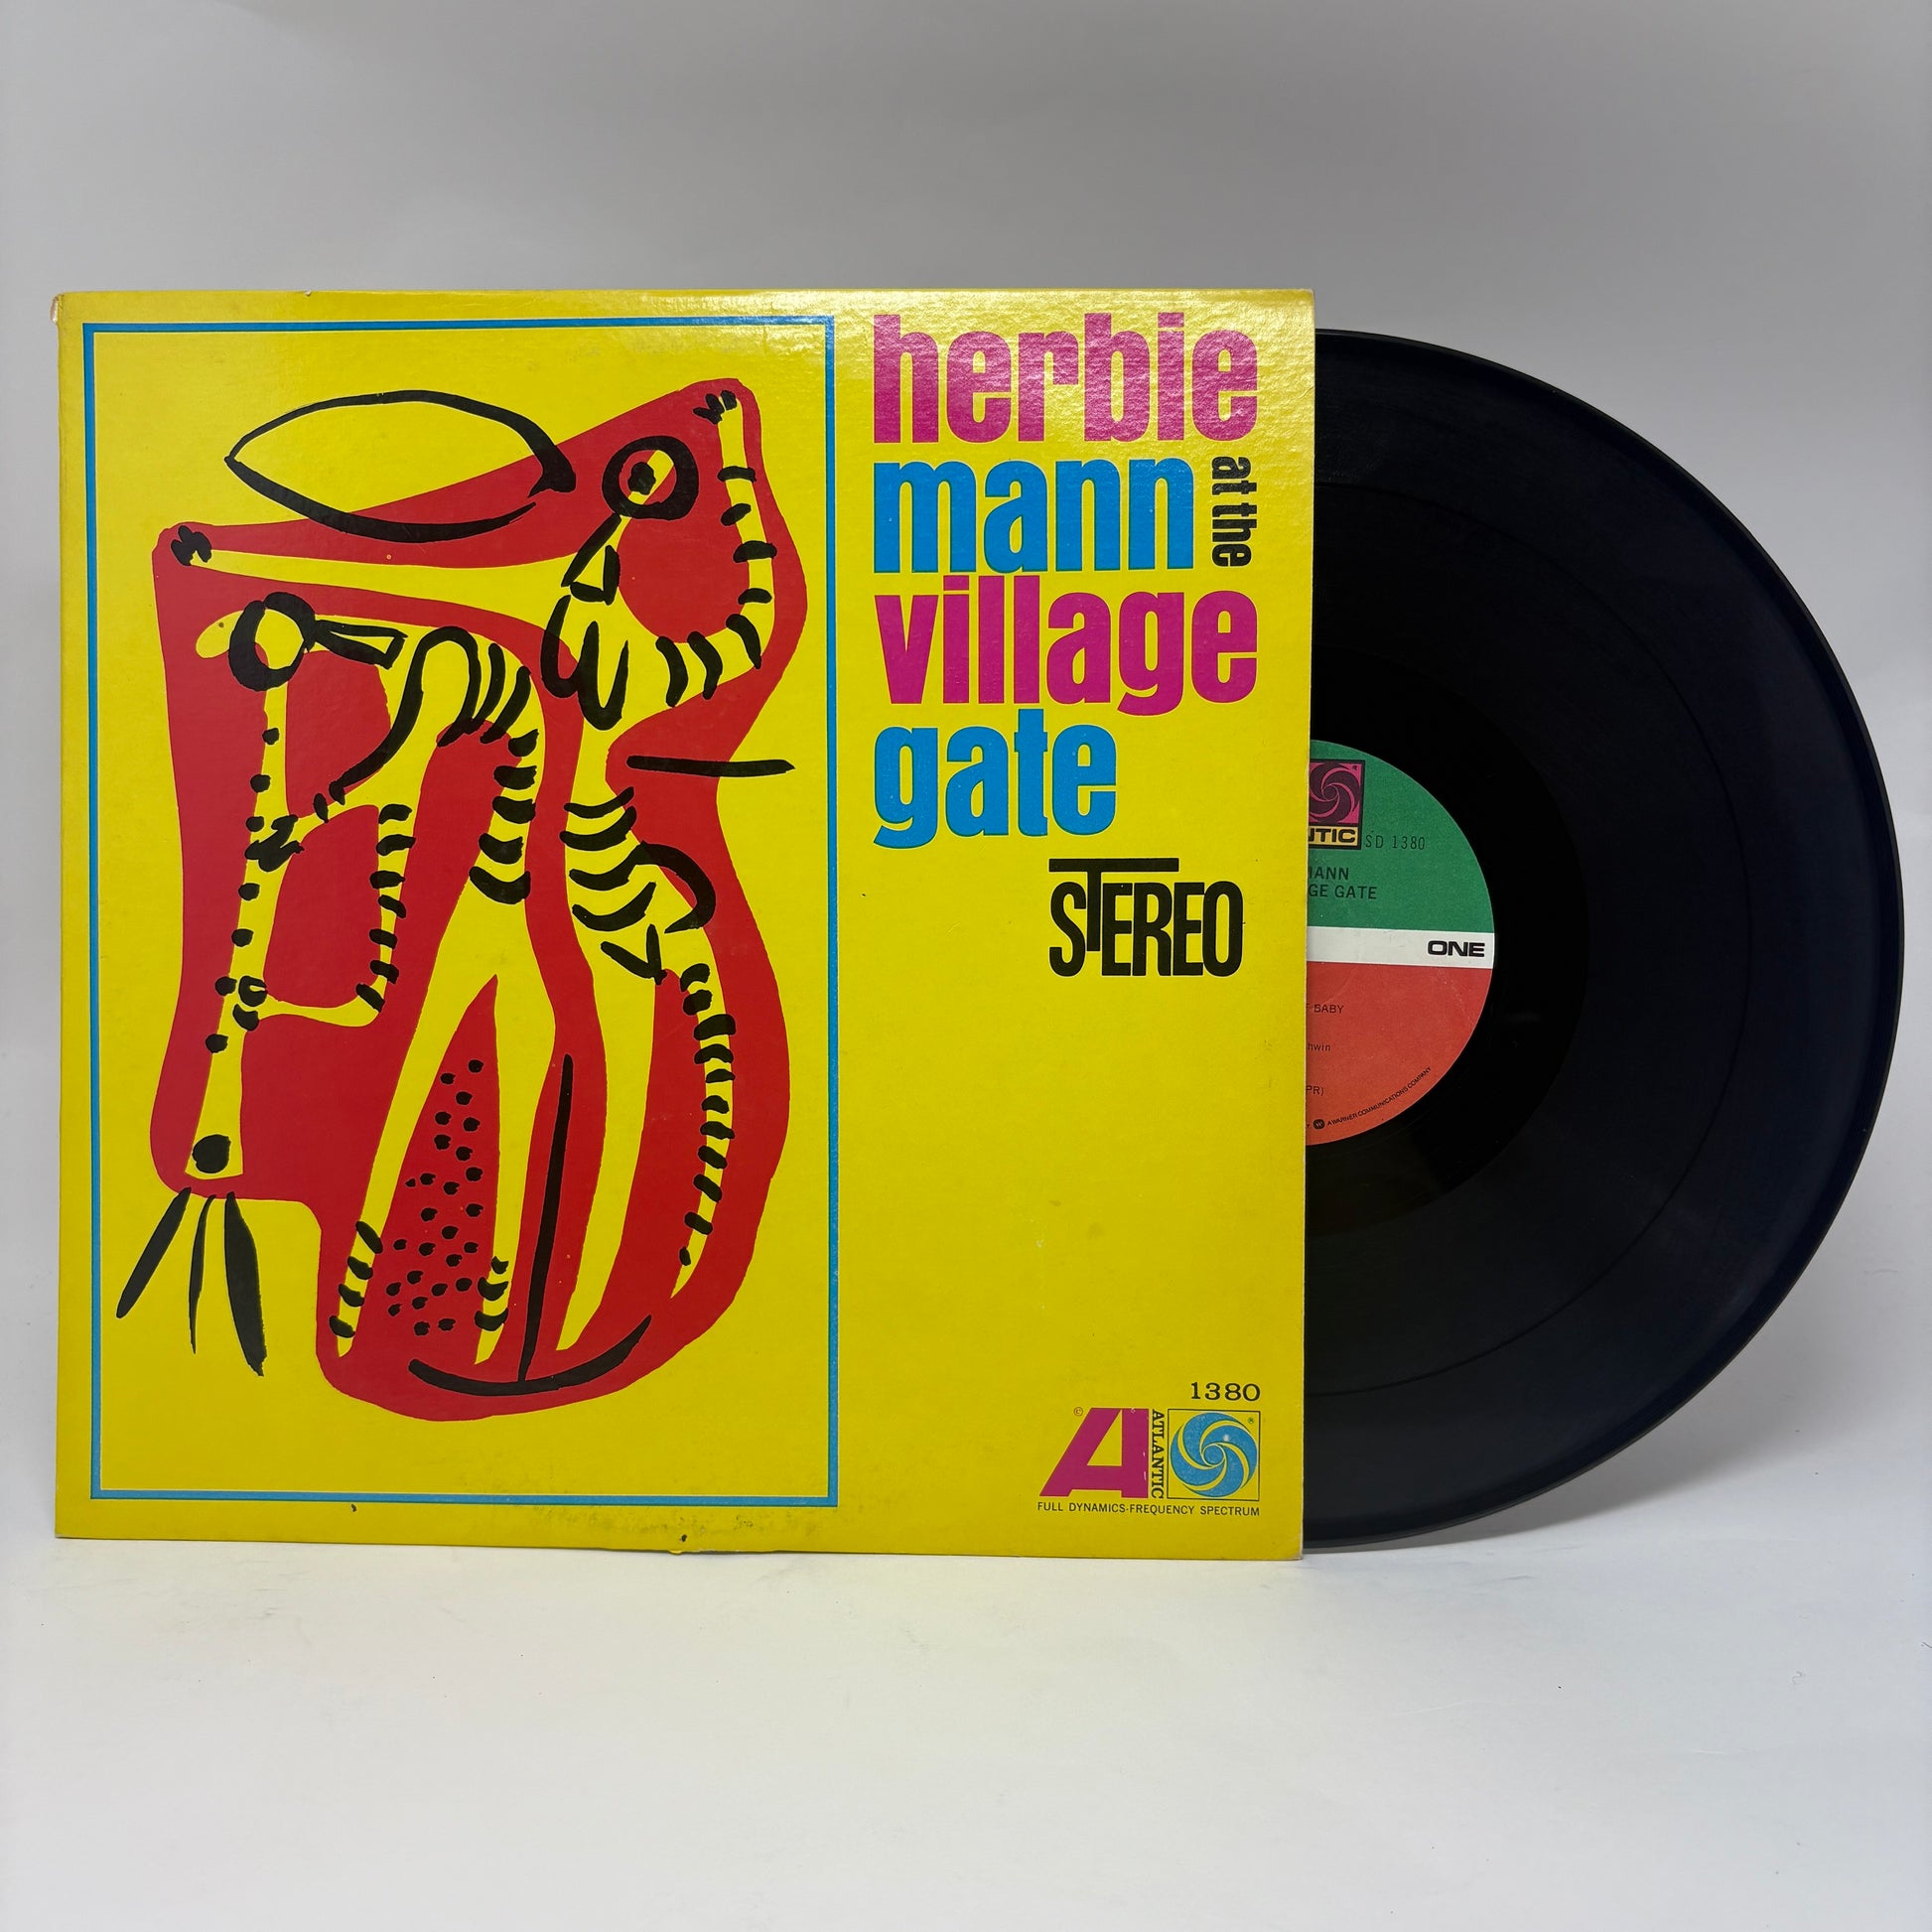 herbie
mann
at the
village
gate
STEREO
1380
© A ATLANTIC ®
FULL DYNAMICS-FREQUENCY SPECTRUM
SD 1380
GE GATE
ONE
BABY
PR)
A WARNER COMMUNICATIONS COMPANY